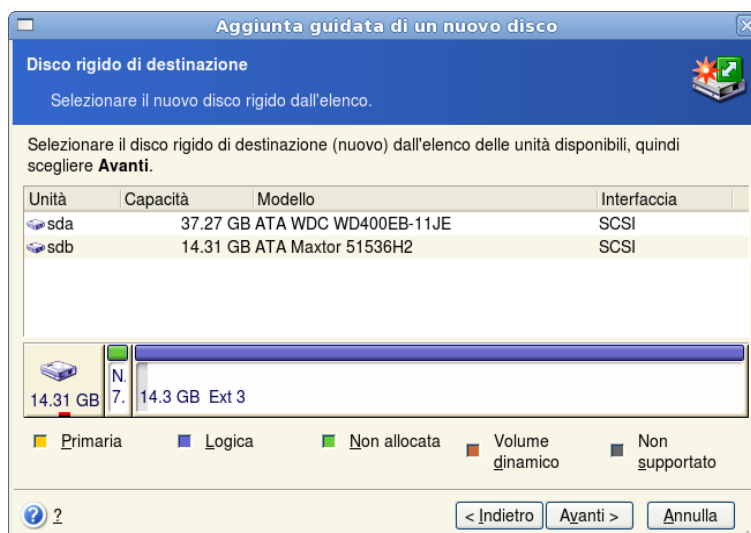 Aggiunta guidata di un nuovo disco
Disco rigido di destinazione
Selezionare il nuovo disco rigido dall'elenco.
Selezionare il disco rigido di destinazione (nuovo) dall'elenco delle unità disponibili, quindi
scegliere Avanti.
Unità Capacità Modello Interfaccia
sda 37.27 GB ATA WDC WD400EB-11JE SCSI
sdb 14.31 GB ATA Maxtor 51536H2 SCSI
14.31 GB
N.
7.
14.3 GB Ext 3
Primaria Logica Non allocata Volume dinamico Non supportato
? ?
< Indietro Avanti > Annulla